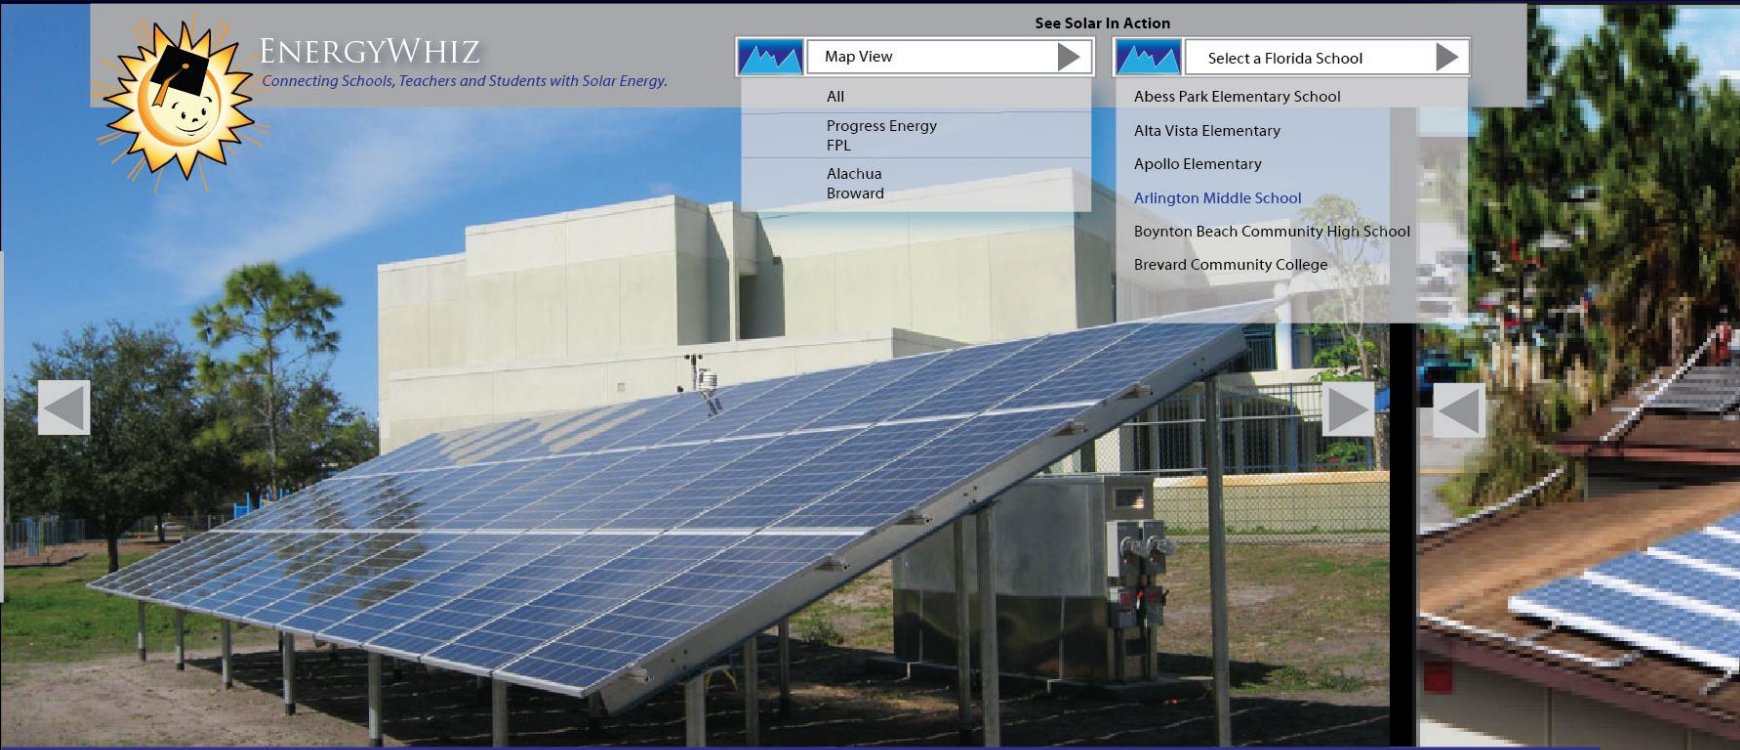 See Solar In Action
EnergyWhiz
Connecting Schools, Teachers and Students with Solar Energy.
Map View
Select a Florida School
All
Progress Energy
FPL
Alachua
Broward
Abess Park Elementary School
Alta Vista Elementary
Apollo Elementary
Arlington Middle School
Boynton Beach Community High School
Brevard Community College